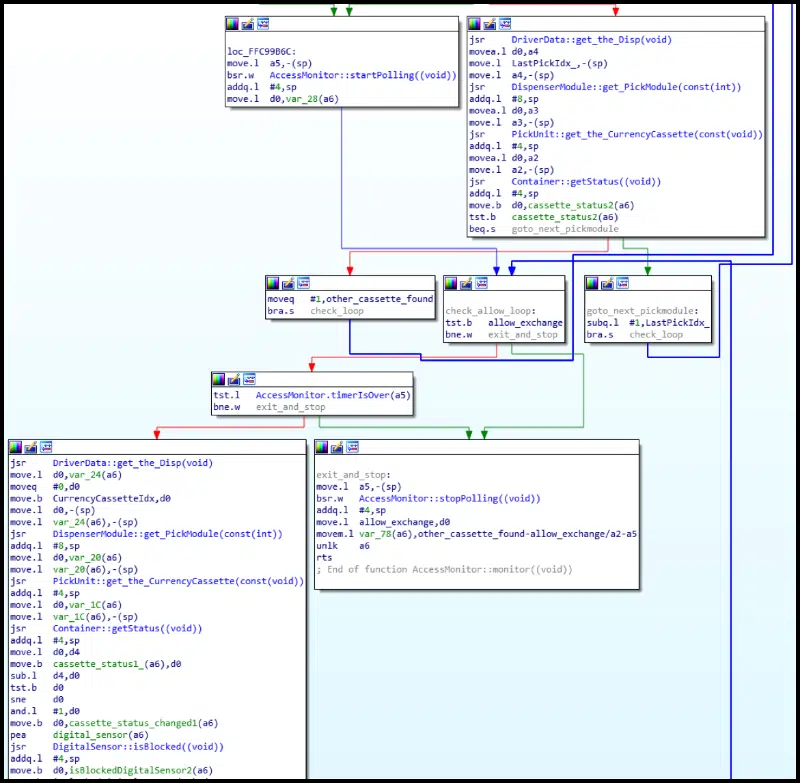 loc_FFC99B6C:
move.l a5,-(sp)
bsr.w AccessMonitor::startPolling((void))
addq.l #4,sp
move.l d0,var_28(a6)
jsr DriverData::get_the_Disp(void)
movea.l d0,a4
move.l LastPickIdx_,-(sp)
move.l a4,-(sp)
jsr DispenserModule::get_PickModule(const(int))
addq.l #8,sp
movea.l d0,a3
move.l a3,-(sp)
jsr PickUnit::get_the_CurrencyCassette(const(void))
addq.l #4,sp
movea.l d0,a2
move.l a2,-(sp)
jsr Container::getStatus((void))
addq.l #4,sp
move.b d0,cassette_status2(a6)
tst.b cassette_status2(a6)
beq.s goto_next_pickmodule
moveq #1,other_cassette_found
bra.s check_loop
check_allow_loop:
tst.b allow_exchange
bne.w exit_and_stop
goto_next_pickmodule:
subq.l #1,LastPickIdx_
bra.s check_loop
tst.l AccessMonitor.timerIsOver(a5)
bne.w exit_and_stop
jsr DriverData::get_the_Disp(void)
move.l d0,var_24(a6)
moveq #0,d0
move.b CurrencyCassetteIdx,d0
move.l d0,-(sp)
move.l var_24(a6),-(sp)
jsr DispenserModule::get_PickModule(const(int))
addq.l #8,sp
move.l d0,var_20(a6)
move.l var_20(a6),-(sp)
jsr PickUnit::get_the_CurrencyCassette(const(void))
addq.l #4,sp
move.l d0,var_1C(a6)
move.l var_1C(a6),-(sp)
jsr Container::getStatus((void))
addq.l #4,sp
move.l d0,d4
move.b cassette_status1_(a6),d0
sub.l d4,d0
tst.b d0
sne d0
and.l #1,d0
move.b d0,cassette_status_changed1(a6)
pea digital_sensor(a6)
jsr DigitalSensor::isBlocked((void))
addq.l #4,sp
move.b d0,isBlockedDigitalSensor2(a6)
exit_and_stop:
move.l a5,-(sp)
bsr.w AccessMonitor::stopPolling((void))
addq.l #4,sp
move.l allow_exchange,d0
movem.l var_78(a6),other_cassette_found-allow_exchange/a2-a5
unlk a6
rts
; End of function AccessMonitor::monitor((void))